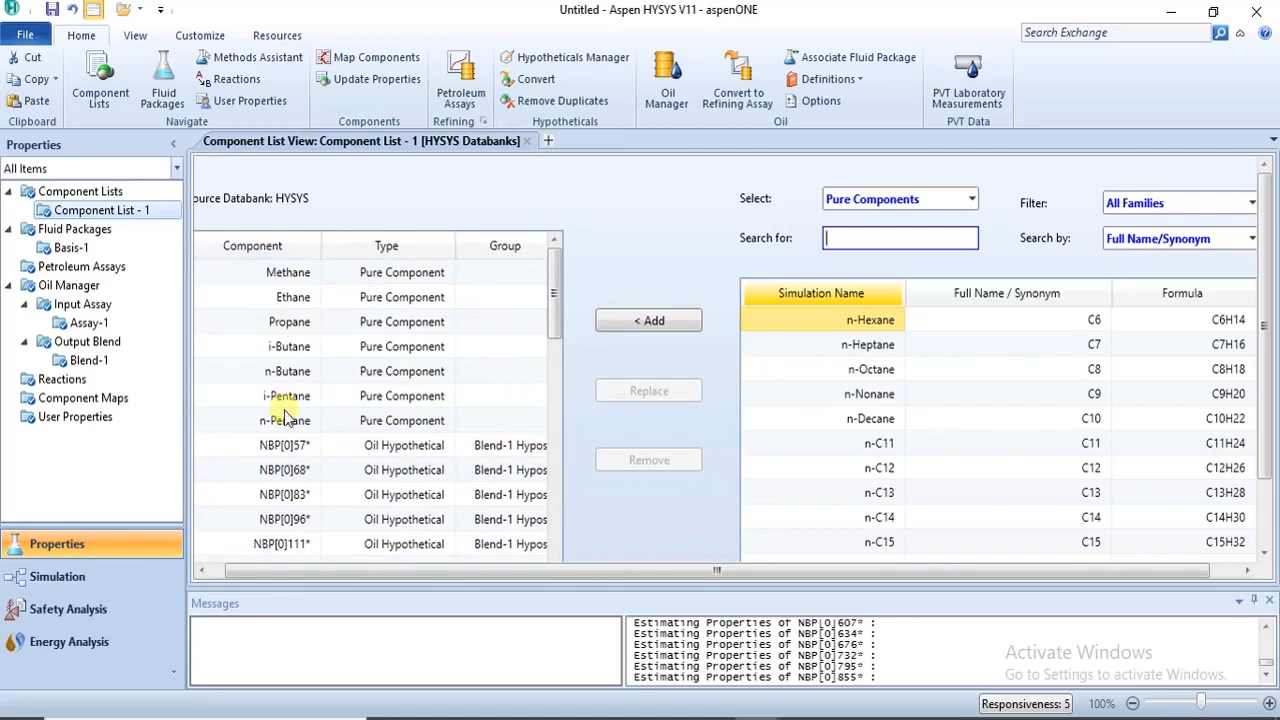 Untitled - Aspen HYSYS V11 - aspenONE
File
Home
View
Customize
Resources
Search Exchange
Cut
Copy
Paste
Clipboard
Component Lists
Fluid Packages
Methods Assistant
Reactions
User Properties
Navigate
Map Components
Update Properties
Components
Petroleum Assays
Refining
Hypotheticals Manager
Convert
Remove Duplicates
Hypotheticals
Oil Manager
Convert to Refining Assay
Associate Fluid Package
Definitions
Options
Oil
PVT Laboratory Measurements
PVT Data
Properties
All Items
Component Lists
Component List - 1
Fluid Packages
Basis-1
Petroleum Assays
Oil Manager
Input Assay
Assay-1
Output Blend
Blend-1
Reactions
Component Maps
User Properties
Properties
Simulation
Safety Analysis
Energy Analysis
Component List View: Component List - 1 [HYSYS Databanks]
ource Databank: HYSYS
Component Type Group
Methane Pure Component
Ethane Pure Component
Propane Pure Component
i-Butane Pure Component
n-Butane Pure Component
i-Pentane Pure Component
n-Pentane Pure Component
NBP[0]57* Oil Hypothetical Blend-1 Hypos
NBP[0]68* Oil Hypothetical Blend-1 Hypos
NBP[0]83* Oil Hypothetical Blend-1 Hypos
NBP[0]96* Oil Hypothetical Blend-1 Hypos
NBP[0]111* Oil Hypothetical Blend-1 Hypos
< Add
Replace
Remove
Select: Pure Components
Filter: All Families
Search for:
Search by: Full Name/Synonym
Simulation Name Full Name / Synonym Formula
n-Hexane C6 C6H14
n-Heptane C7 C7H16
n-Octane C8 C8H18
n-Nonane C9 C9H20
n-Decane C10 C10H22
n-C11 C11 C11H24
n-C12 C12 C12H26
n-C13 C13 C13H28
n-C14 C14 C14H30
n-C15 C15 C15H32
Messages
Estimating Properties of NBP[0]607* :
Estimating Properties of NBP[0]634* :
Estimating Properties of NBP[0]676* :
Estimating Properties of NBP[0]732* :
Estimating Properties of NBP[0]795* :
Estimating Properties of NBP[0]855* :
Activate Windows
Go to Settings to activate Windows.
Responsiveness: 5
100%